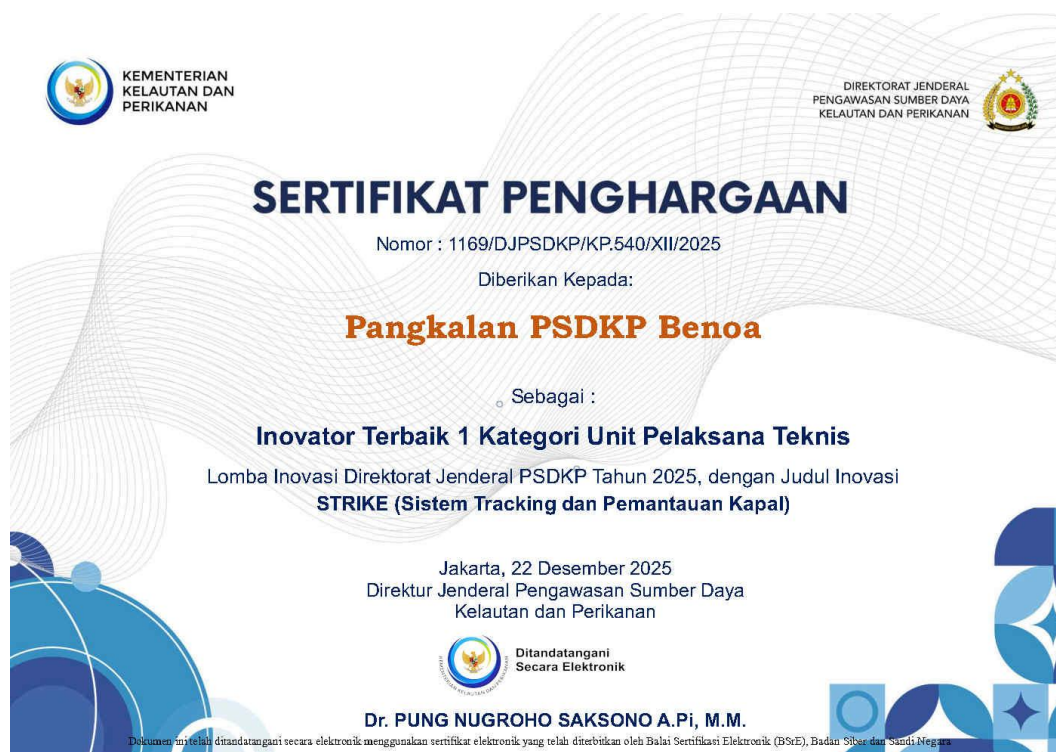 KEMENTERIAN
KELAUTAN DAN
PERIKANAN
DIREKTORAT JENDERAL
PENGAWASAN SUMBER DAYA
KELAUTAN DAN PERIKANAN
SERTIFIKAT PENGHARGAAN
Nomor : 1169/DJPSDKP/KP.540/XII/2025
Diberikan Kepada:
Pangkalan PSDKP Benoa
Sebagai :
Inovator Terbaik 1 Kategori Unit Pelaksana Teknis
Lomba Inovasi Direktorat Jenderal PSDKP Tahun 2025, dengan Judul Inovasi
STRIKE (Sistem Tracking dan Pemantauan Kapal)
Jakarta, 22 Desember 2025
Direktur Jenderal Pengawasan Sumber Daya
Kelautan dan Perikanan
KEMENTERIAN KELAUTAN DAN PERIKANAN
Ditandatangani
Secara Elektronik
Dr. PUNG NUGROHO SAKSONO A.Pi, M.M.
Dokumen ini telah ditandatangani secara elektronik menggunakan sertifikat elektronik yang telah diterbitkan oleh Balai Sertifikasi Elektronik (BSrE), Badan Siber dan Sandi Negara